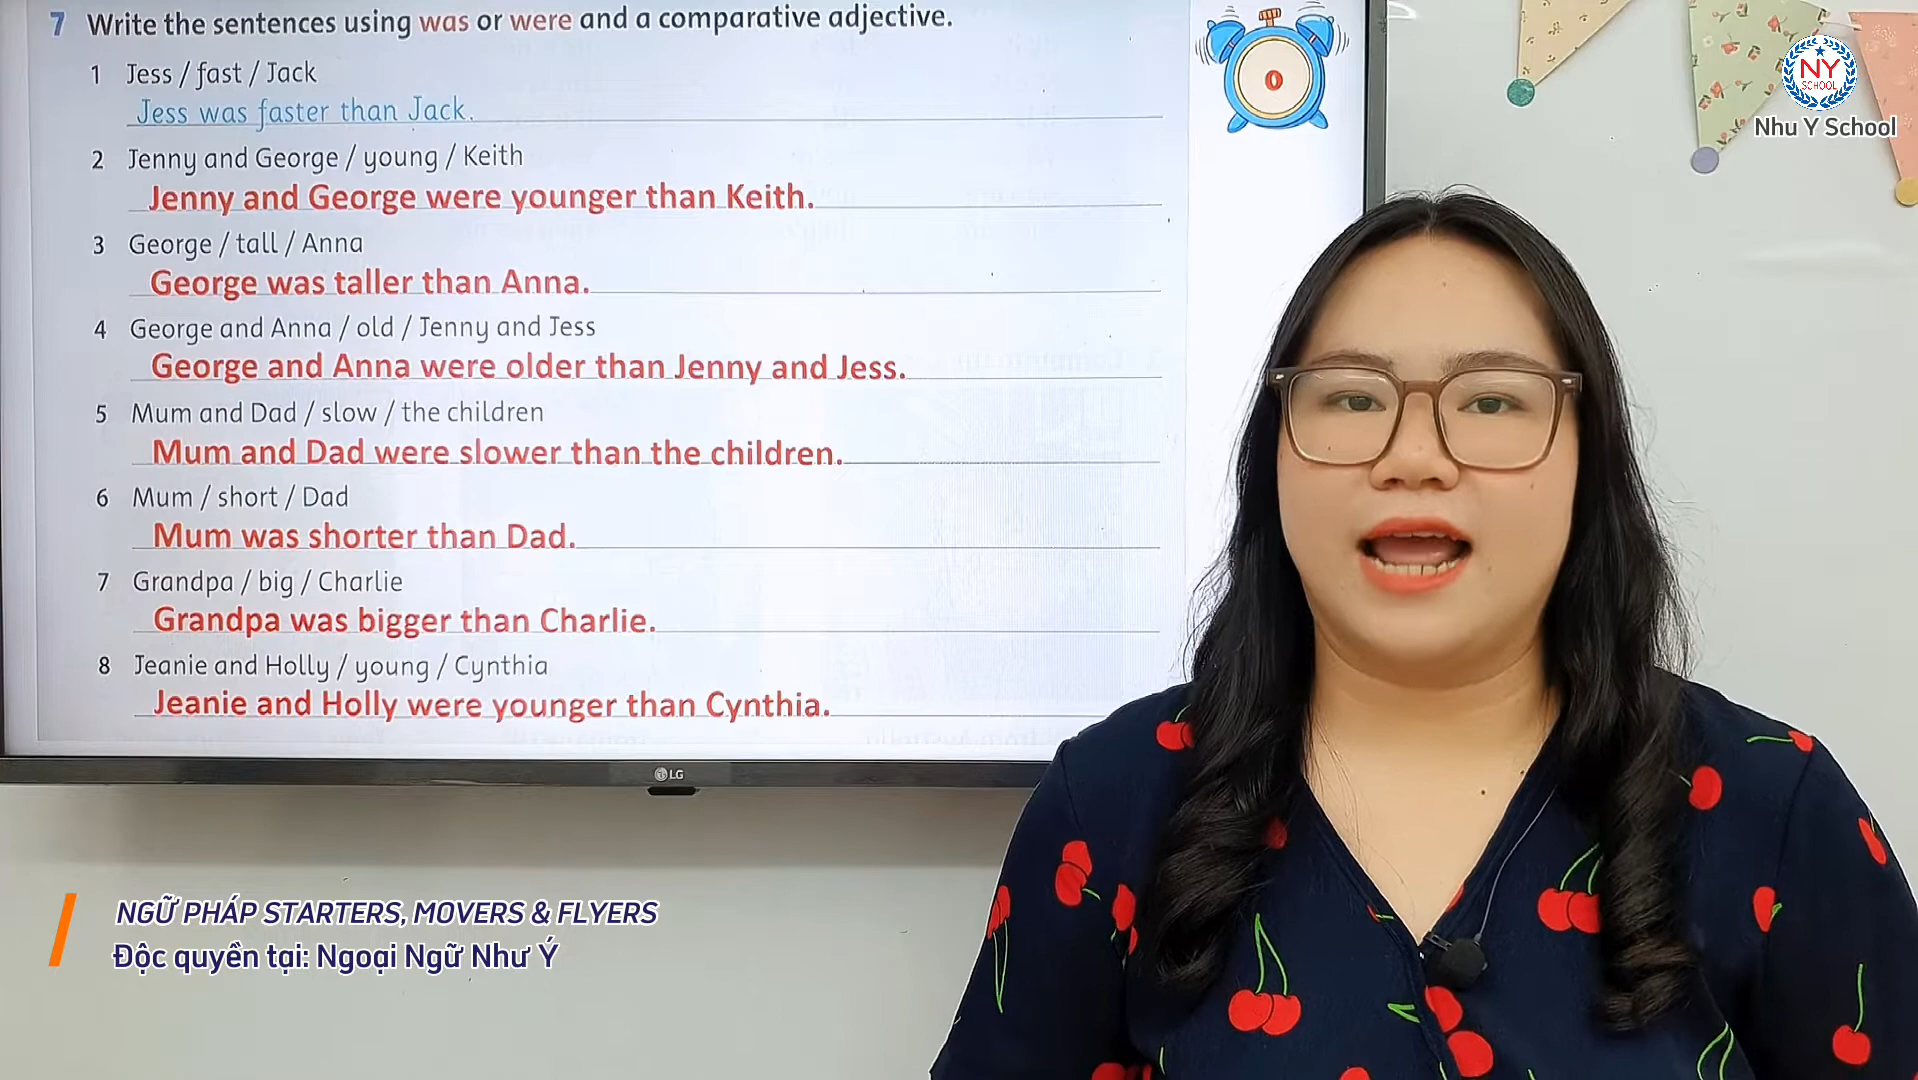 7 Write the sentences using was or were and a comparative adjective.
1 Jess / fast / Jack
Jess was faster than Jack.
2 Jenny and George / young / Keith
Jenny and George were younger than Keith.
3 George / tall / Anna
George was taller than Anna.
4 George and Anna / old / Jenny and Jess
George and Anna were older than Jenny and Jess.
5 Mum and Dad / slow / the children
Mum and Dad were slower than the children.
6 Mum / short / Dad
Mum was shorter than Dad.
7 Grandpa / big / Charlie
Grandpa was bigger than Charlie.
8 Jeanie and Holly / young / Cynthia
Jeanie and Holly were younger than Cynthia.
0
NY
SCHOOL
Nhu Y School
LG
NGỮ PHÁP STARTERS, MOVERS & FLYERS
Độc quyền tại: Ngoại Ngữ Như Ý